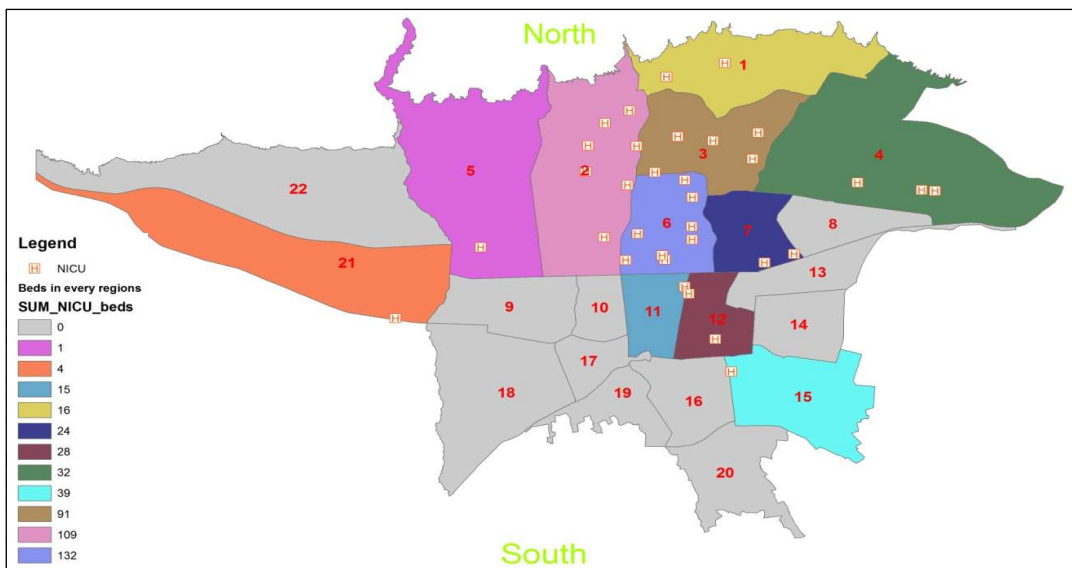 North
H
H
1
H
H
H
H
H
H
4
H
5
H
2
H
3
H
H
H
H
H
H
H
22
H
6
H
7
8
H
H
H
H
21
H
H
H
H
H
13
Legend
H NICU
Beds in every regions
SUM_NICU_beds
0
1
4
15
16
24
28
32
39
91
109
132
H
9
10
11
H
H
12
H
14
17
H
18
19
16
15
20
South